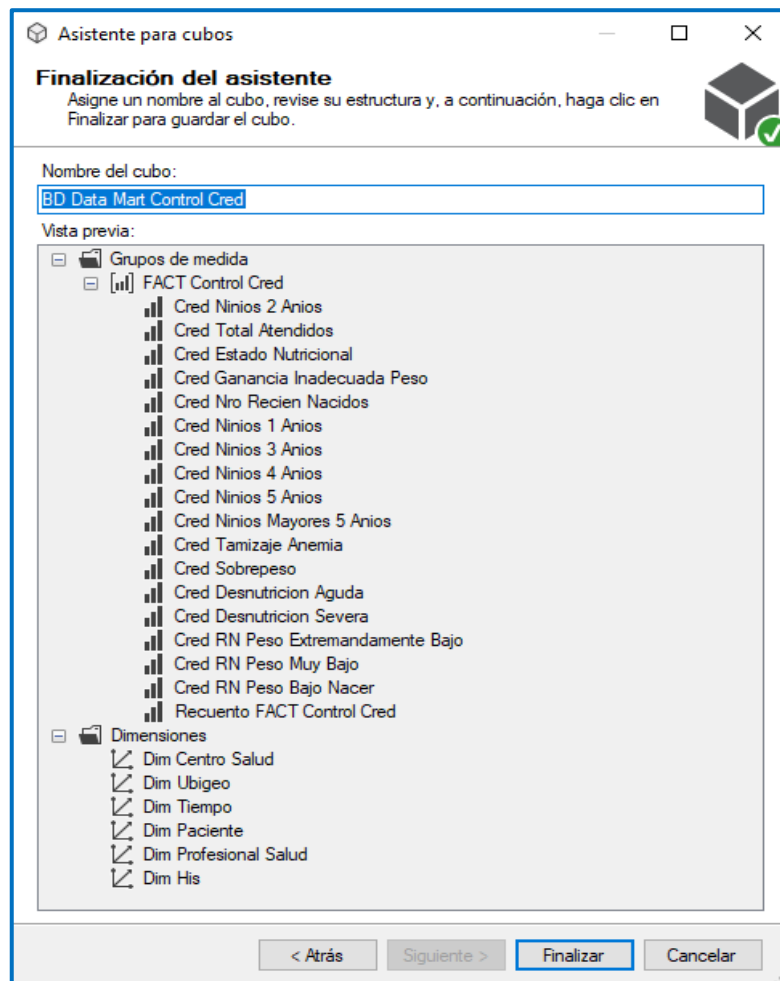 Asistente para cubos
Finalización del asistente
Asigne un nombre al cubo, revise su estructura y, a continuación, haga clic en
Finalizar para guardar el cubo.
Nombre del cubo:
BD Data Mart Control Cred
Vista previa:
Grupos de medida
FACT Control Cred
Cred Ninios 2 Anios
Cred Total Atendidos
Cred Estado Nutricional
Cred Ganancia Inadecuada Peso
Cred Nro Recien Nacidos
Cred Ninios 1 Anios
Cred Ninios 3 Anios
Cred Ninios 4 Anios
Cred Ninios 5 Anios
Cred Ninios Mayores 5 Anios
Cred Tamizaje Anemia
Cred Sobrepeso
Cred Desnutricion Aguda
Cred Desnutricion Severa
Cred RN Peso Extremandamente Bajo
Cred RN Peso Muy Bajo
Cred RN Peso Bajo Nacer
Recuento FACT Control Cred
Dimensiones
Dim Centro Salud
Dim Ubigeo
Dim Tiempo
Dim Paciente
Dim Profesional Salud
Dim His
< Atrás Siguiente > Finalizar Cancelar